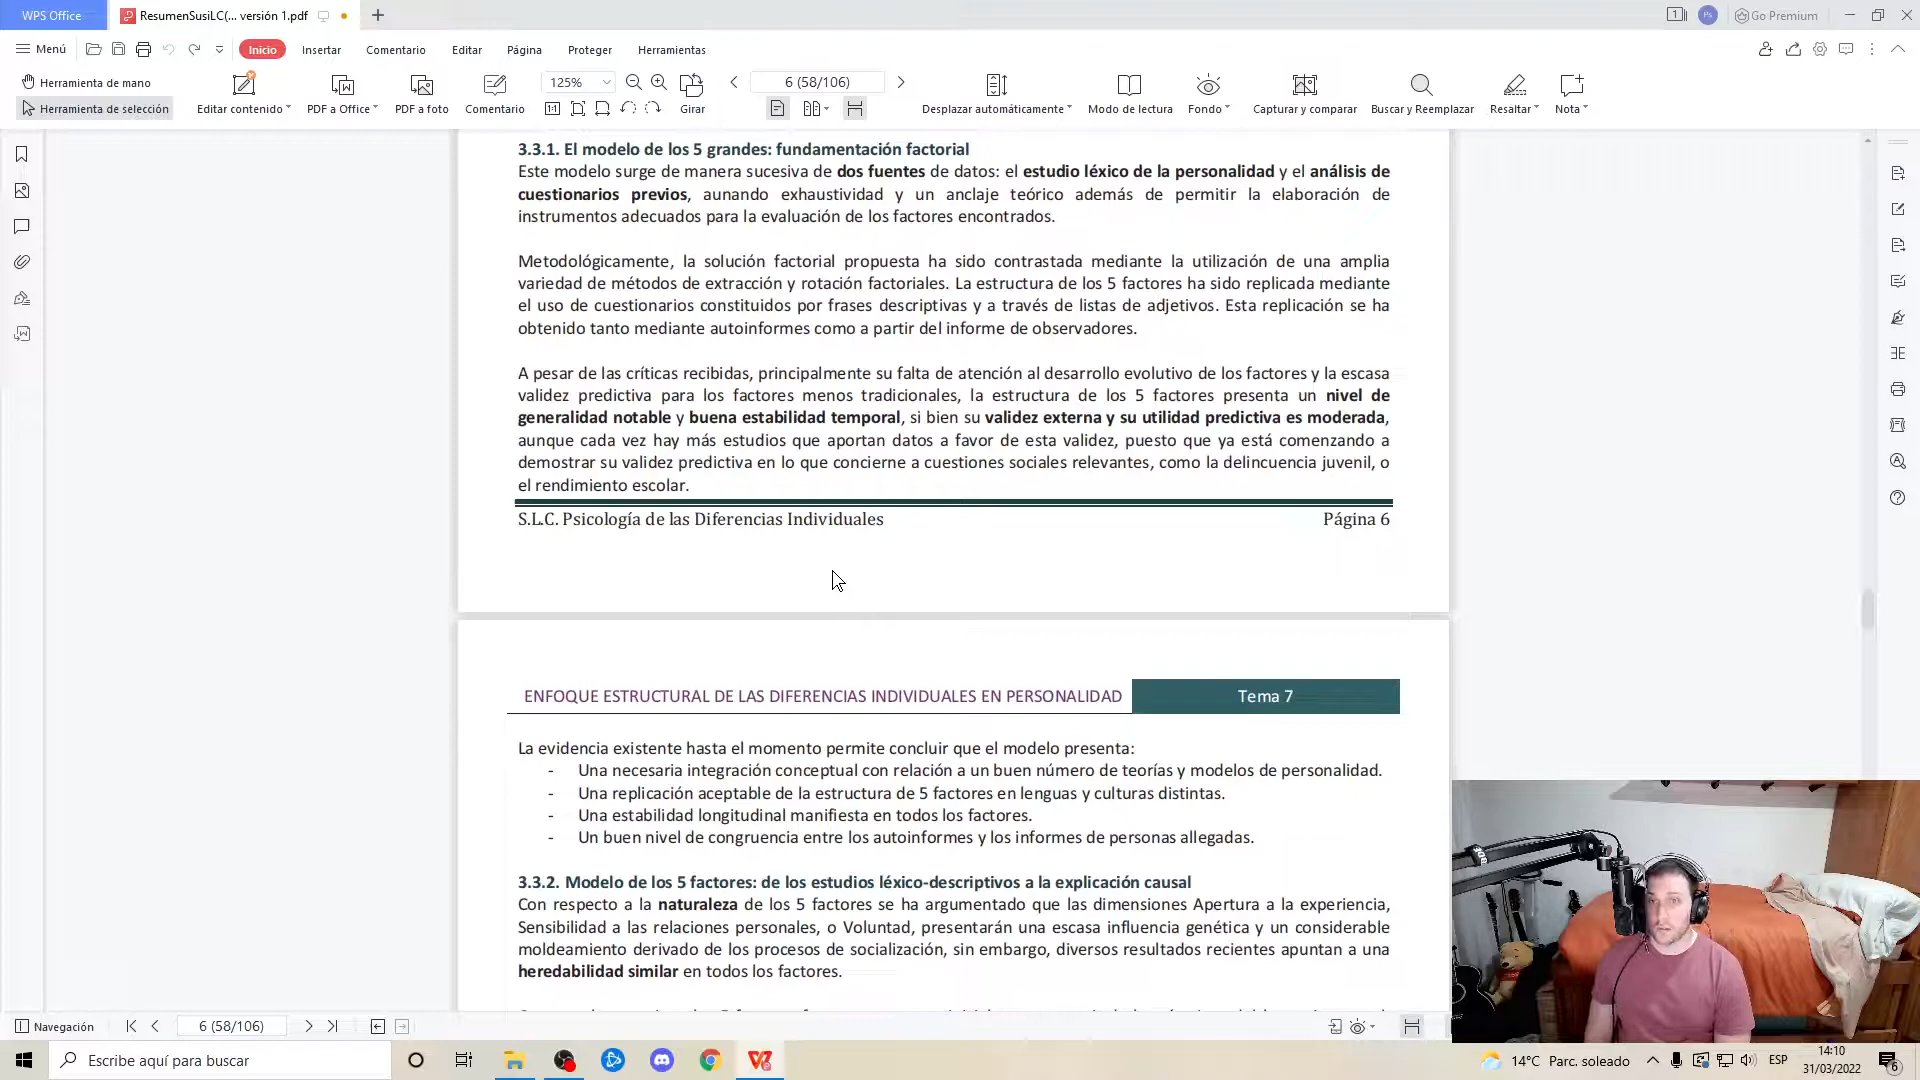 WPS Office
ResumenSusiLC(... versión 1.pdf
Go Premium
Menú
Inicio
Insertar
Comentario
Editar
Página
Proteger
Herramientas
Herramienta de mano
125%
6 (58/106)
Herramienta de selección
Editar contenido
PDF a Office
PDF a foto
Comentario
Girar
Desplazar automáticamente
Modo de lectura
Fondo
Capturar y comparar
Buscar y Reemplazar
Resaltar
Nota
3.3.1. El modelo de los 5 grandes: fundamentación factorial
Este modelo surge de manera sucesiva de dos fuentes de datos: el estudio léxico de la personalidad y el análisis de
cuestionarios previos, aunando exhaustividad y un anclaje teórico además de permitir la elaboración de
instrumentos adecuados para la evaluación de los factores encontrados.
Metodológicamente, la solución factorial propuesta ha sido contrastada mediante la utilización de una amplia
variedad de métodos de extracción y rotación factoriales. La estructura de los 5 factores ha sido replicada mediante
el uso de cuestionarios constituidos por frases descriptivas y a través de listas de adjetivos. Esta replicación se ha
obtenido tanto mediante autoinformes como a partir del informe de observadores.
A pesar de las críticas recibidas, principalmente su falta de atención al desarrollo evolutivo de los factores y la escasa
validez predictiva para los factores menos tradicionales, la estructura de los 5 factores presenta un nivel de
generalidad notable y buena estabilidad temporal, si bien su validez externa y su utilidad predictiva es moderada,
aunque cada vez hay más estudios que aportan datos a favor de esta validez, puesto que ya está comenzando a
demostrar su validez predictiva en lo que concierne a cuestiones sociales relevantes, como la delincuencia juvenil, o
el rendimiento escolar.
S.L.C. Psicología de las Diferencias Individuales
Página 6
ENFOQUE ESTRUCTURAL DE LAS DIFERENCIAS INDIVIDUALES EN PERSONALIDAD
Tema 7
La evidencia existente hasta el momento permite concluir que el modelo presenta:
- Una necesaria integración conceptual con relación a un buen número de teorías y modelos de personalidad.
- Una replicación aceptable de la estructura de 5 factores en lenguas y culturas distintas.
- Una estabilidad longitudinal manifiesta en todos los factores.
- Un buen nivel de congruencia entre los autoinformes y los informes de personas allegadas.
3.3.2. Modelo de los 5 factores: de los estudios léxico-descriptivos a la explicación causal
Con respecto a la naturaleza de los 5 factores se ha argumentado que las dimensiones Apertura a la experiencia,
Sensibilidad a las relaciones personales, o Voluntad, presentarán una escasa influencia genética y un considerable
moldeamiento derivado de los procesos de socialización, sin embargo, diversos resultados recientes apuntan a una
heredabilidad similar en todos los factores.
Navegación
6 (58/106)
Escribe aquí para buscar
14°C Parc. soleado
ESP
14:10
31/03/2022